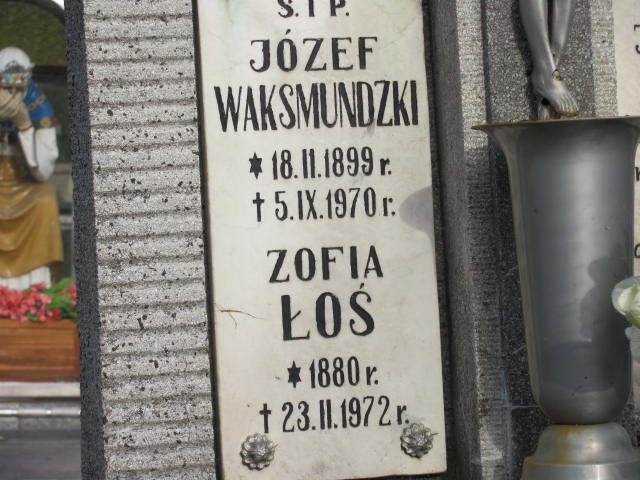 Ś. † P.
JÓZEF
WAKSMUNDZKI
✶ 18.II.1899 r.
† 5.IX.1970 r.
ZOFIA
ŁOŚ
✶ 1880 r.
† 23.II.1972 r.